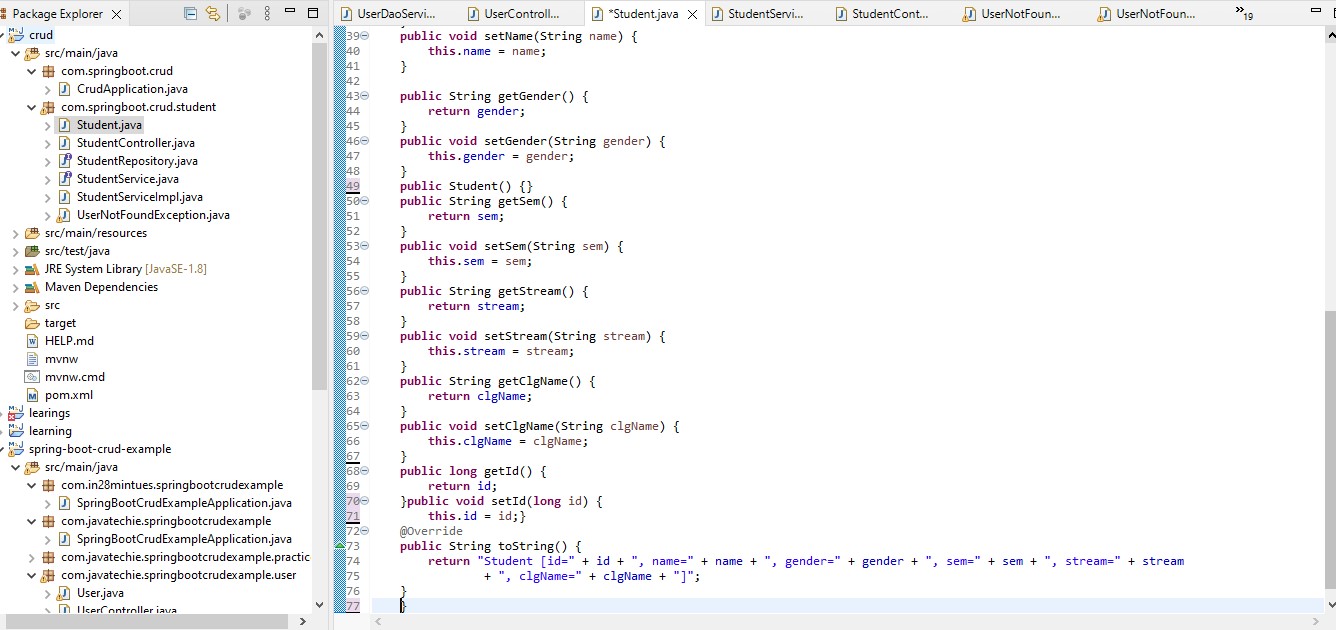 Package Explorer
crud
src/main/java
com.springboot.crud
CrudApplication.java
com.springboot.crud.student
Student.java
StudentController.java
StudentRepository.java
StudentService.java
StudentServiceImpl.java
UserNotFoundException.java
src/main/resources
src/test/java
JRE System Library [JavaSE-1.8]
Maven Dependencies
src
target
HELP.md
mvnw
mvnw.cmd
pom.xml
learings
learning
spring-boot-crud-example
src/main/java
com.in28mintues.springbootcrudexample
SpringBootCrudExampleApplication.java
com.javatechie.springbootcrudexample
SpringBootCrudExampleApplication.java
com.javatechie.springbootcrudexample.practic
com.javatechie.springbootcrudexample.user
User.java
UserController.java
UserDaoServi... UserControll... *Student.java StudentServi... StudentCont... UserNotFoun... UserNotFoun... »19
39 public void setName(String name) {
40 this.name = name;
41 }
42
43 public String getGender() {
44 return gender;
45 }
46 public void setGender(String gender) {
47 this.gender = gender;
48 }
49 public Student() {}
50 public String getSem() {
51 return sem;
52 }
53 public void setSem(String sem) {
54 this.sem = sem;
55 }
56 public String getStream() {
57 return stream;
58 }
59 public void setStream(String stream) {
60 this.stream = stream;
61 }
62 public String getClgName() {
63 return clgName;
64 }
65 public void setClgName(String clgName) {
66 this.clgName = clgName;
67 }
68 public long getId() {
69 return id;
70 }public void setId(long id) {
71 this.id = id;}
72 @Override
73 public String toString() {
74 return "Student [id=" + id + ", name=" + name + ", gender=" + gender + ", sem=" + sem + ", stream=" + stream
75 + ", clgName=" + clgName + "]";
76 }
77 }